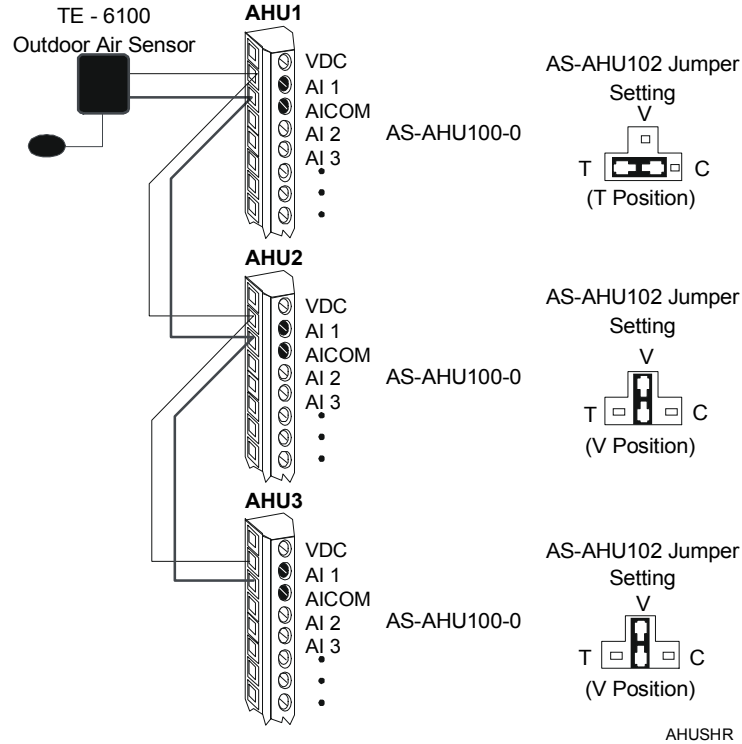 TE - 6100
Outdoor Air Sensor
AHU1
VDC
AI 1
AICOM
AI 2
AI 3
AS-AHU100-0
AS-AHU102 Jumper
Setting
V
T C
(T Position)
AHU2
VDC
AI 1
AICOM
AI 2
AI 3
AS-AHU100-0
AS-AHU102 Jumper
Setting
V
T C
(V Position)
AHU3
VDC
AI 1
AICOM
AI 2
AI 3
AS-AHU100-0
AS-AHU102 Jumper
Setting
V
T C
(V Position)
AHUSHR